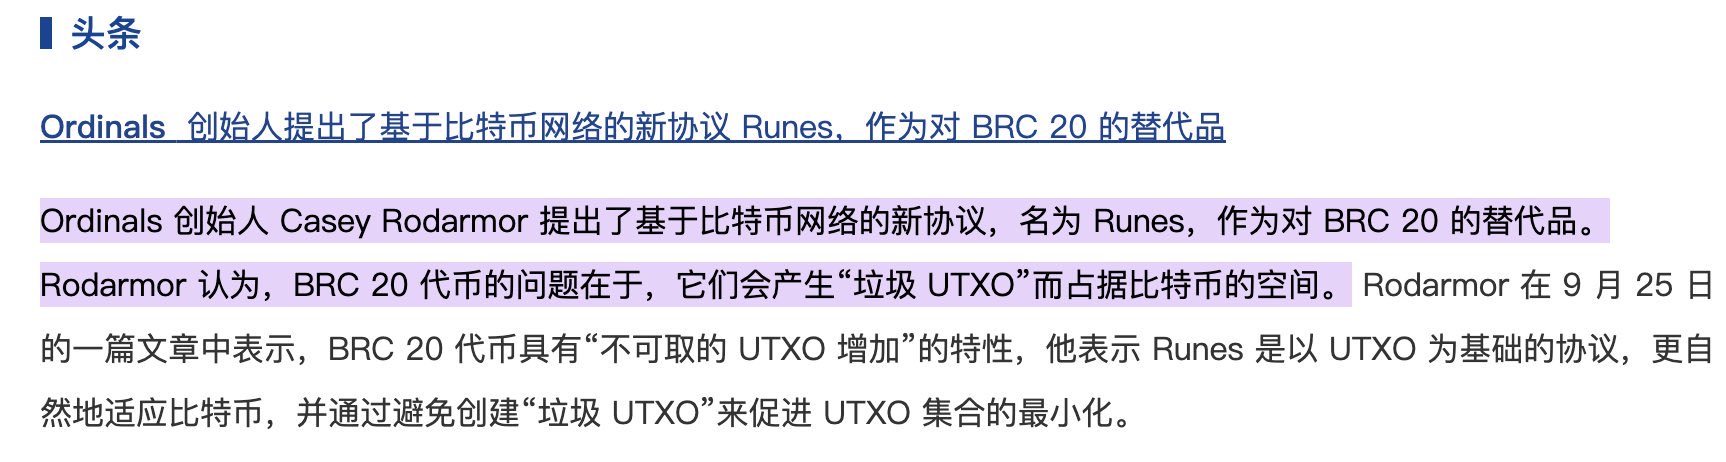 头条
Ordinals 创始人提出了基于比特币网络的新协议 Runes，作为对 BRC 20 的替代品
Ordinals 创始人 Casey Rodarmor 提出了基于比特币网络的新协议，名为 Runes，作为对 BRC 20 的替代品。
Rodarmor 认为，BRC 20 代币的问题在于，它们会产生“垃圾 UTXO”而占据比特币的空间。 Rodarmor 在 9 月 25 日
的一篇文章中表示，BRC 20 代币具有“不可取的 UTXO 增加”的特性，他表示 Runes 是以 UTXO 为基础的协议，更自
然地适应比特币，并通过避免创建“垃圾 UTXO”来促进 UTXO 集合的最小化。